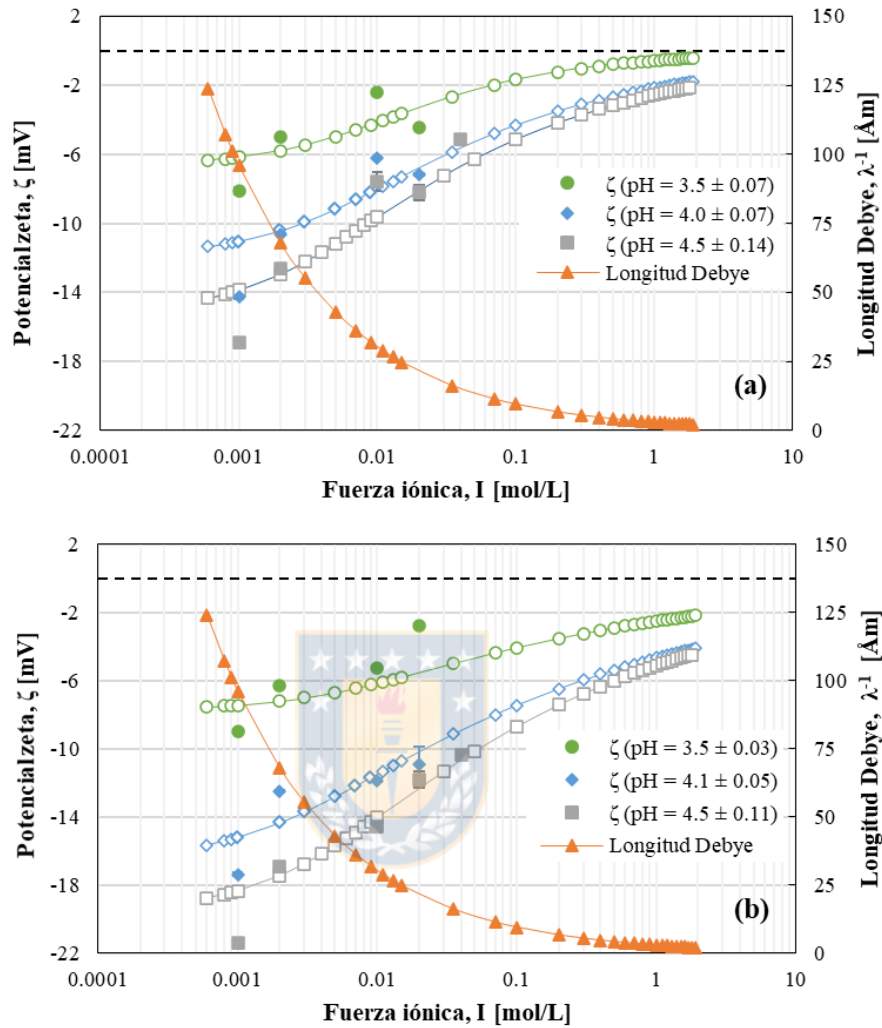 2
-2
-6
-10
-14
-18
-22
Potencialzeta, ζ [mV]
150
125
100
75
50
25
0
Longitud Debye, λ-1 [Åm]
ζ (pH = 3.5 ± 0.07)
ζ (pH = 4.0 ± 0.07)
ζ (pH = 4.5 ± 0.14)
Longitud Debye
(a)
0.0001 0.001 0.01 0.1 1 10
Fuerza iónica, I [mol/L]
2
-2
-6
-10
-14
-18
-22
Potencialzeta, ζ [mV]
150
125
100
75
50
25
0
Longitud Debye, λ-1 [Åm]
ζ (pH = 3.5 ± 0.03)
ζ (pH = 4.1 ± 0.05)
ζ (pH = 4.5 ± 0.11)
Longitud Debye
(b)
0.0001 0.001 0.01 0.1 1 10
Fuerza iónica, I [mol/L]